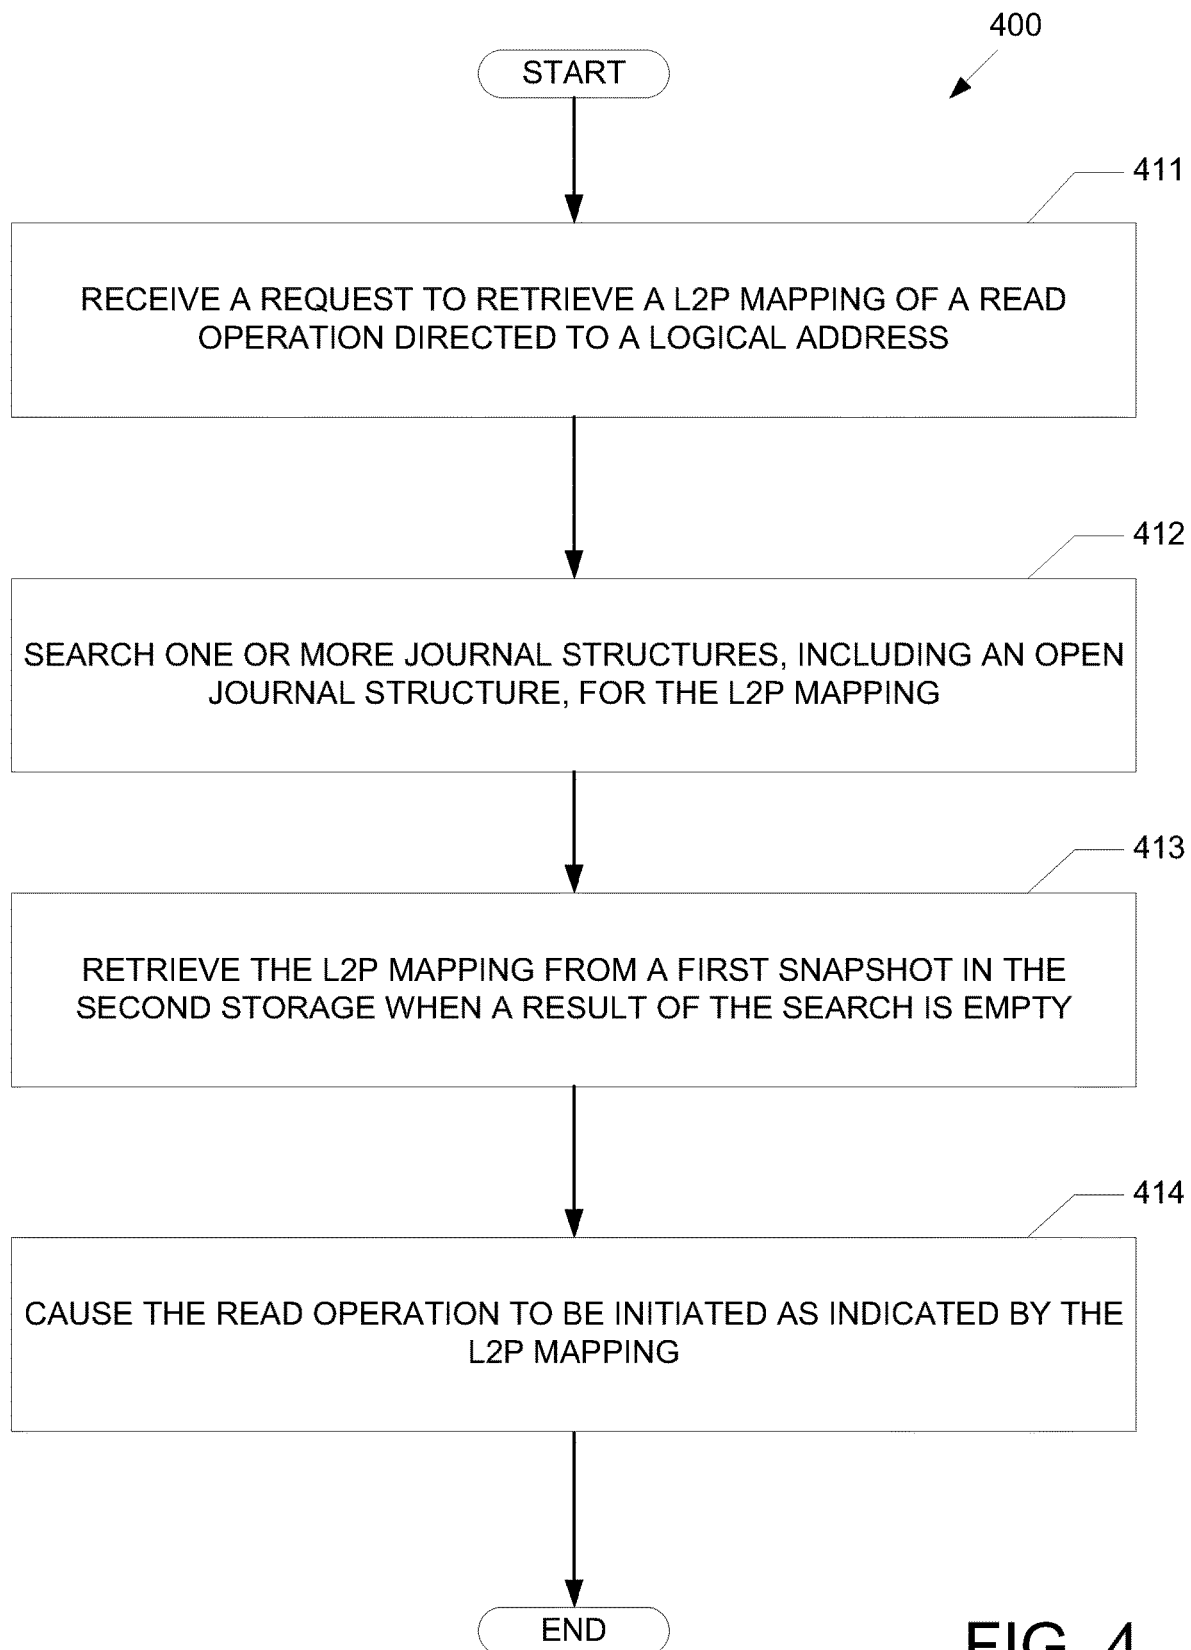 400
START
411
RECEIVE A REQUEST TO RETRIEVE A L2P MAPPING OF A READ
OPERATION DIRECTED TO A LOGICAL ADDRESS
412
SEARCH ONE OR MORE JOURNAL STRUCTURES, INCLUDING AN OPEN
JOURNAL STRUCTURE, FOR THE L2P MAPPING
413
RETRIEVE THE L2P MAPPING FROM A FIRST SNAPSHOT IN THE
SECOND STORAGE WHEN A RESULT OF THE SEARCH IS EMPTY
414
CAUSE THE READ OPERATION TO BE INITIATED AS INDICATED BY THE
L2P MAPPING
END
FIG. 4